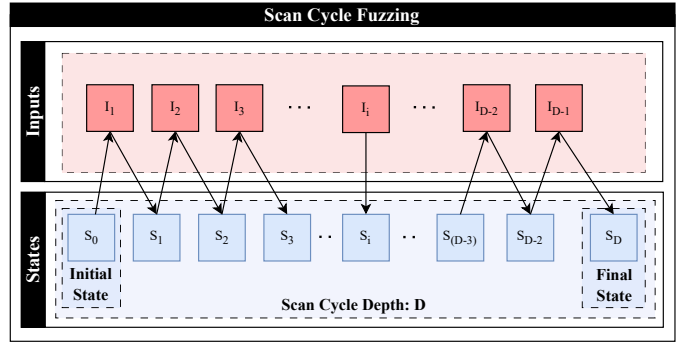 Scan Cycle Fuzzing
Inputs
I1 I2 I3 · · · Ii · · · ID-2 ID-1
States
S0 S1 S2 S3 · · Si · · S(D-3) SD-2 SD
Initial
State
Final
State
Scan Cycle Depth: D